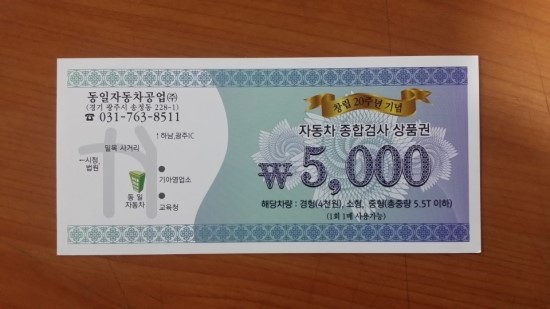 동일자동차공업㈜
(경기 광주시 송정동 228-1)
☎ 031-763-8511
↑하남,광주IC
일목 사거리
←시청,
법원
기아영업소
동일
자동차
교육청
창립 20주년 기념
자동차 종합검사 상품권
₩5,000
해당차량 : 경형(4천원), 소형, 중형(총중량 5.5T 이하)
(1회 1매 사용가능)